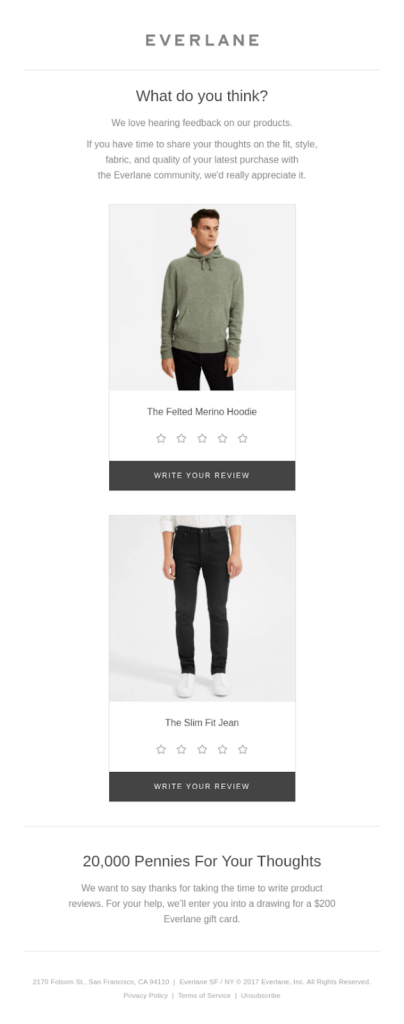 EVERLANE
What do you think?
We love hearing feedback on our products.
If you have time to share your thoughts on the fit, style,
fabric, and quality of your latest purchase with
the Everlane community, we'd really appreciate it.
The Felted Merino Hoodie
WRITE YOUR REVIEW
The Slim Fit Jean
WRITE YOUR REVIEW
20,000 Pennies For Your Thoughts
We want to say thanks for taking the time to write product
reviews. For your help, we'll enter you into a drawing for a $200
Everlane gift card.
2170 Folsom St., San Francisco, CA 94110 | Everlane SF / NY © 2017 Everlane, Inc. All Rights Reserved.
Privacy Policy | Terms of Service | Unsubscribe